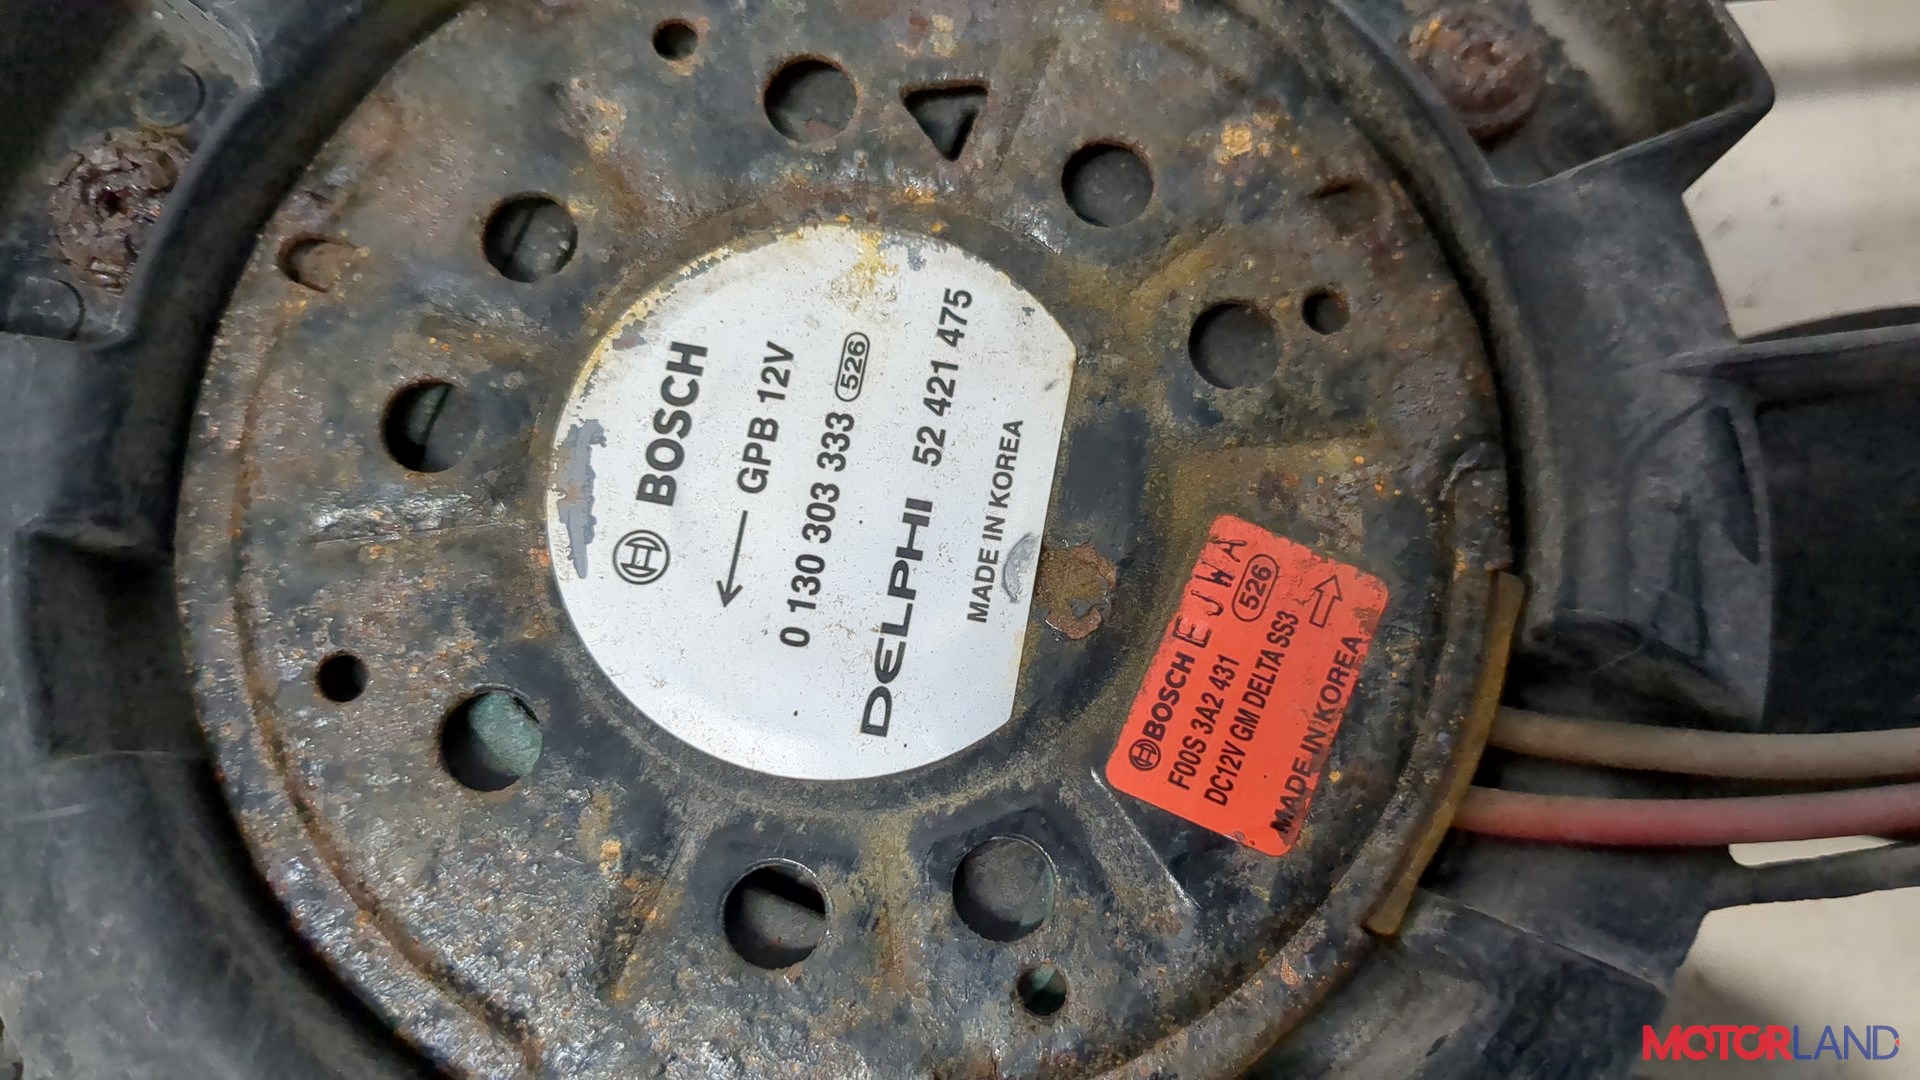 BOSCH
← GPB 12V
0 130 303 333 526
DELPHI 52 421 475
MADE IN KOREA
BOSCH E J W A
F00S 3A2 431 526
DC12V GM DELTA SS3
MADE IN KOREA
MOTORLAND